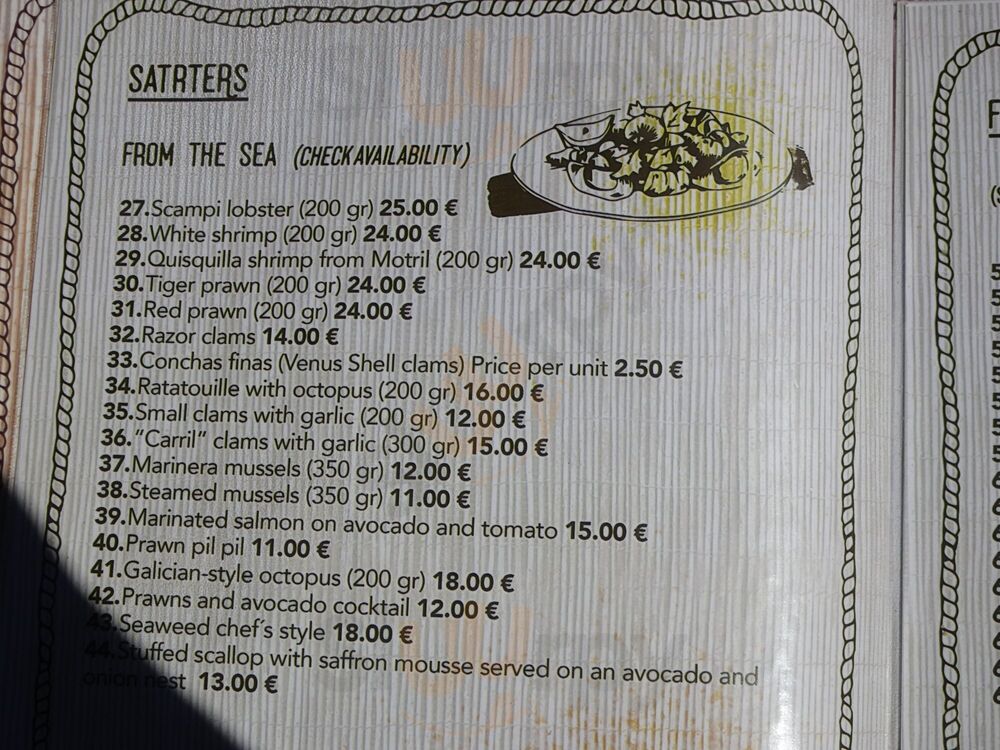 SATRTERS
FROM THE SEA (CHECK AVAILABILITY)
27.Scampi lobster (200 gr) 25.00 €
28.White shrimp (200 gr) 24.00 €
29.Quisquilla shrimp from Motril (200 gr) 24.00 €
30.Tiger prawn (200 gr) 24.00 €
31.Red prawn (200 gr) 24.00 €
32.Razor clams 14.00 €
33.Conchas finas (Venus Shell clams) Price per unit 2.50 €
34.Ratatouille with octopus (200 gr) 16.00 €
35.Small clams with garlic (200 gr) 12.00 €
36."Carril" clams with garlic (300 gr) 15.00 €
37.Marinera mussels (350 gr) 12.00 €
38.Steamed mussels (350 gr) 11.00 €
39.Marinated salmon on avocado and tomato 15.00 €
40.Prawn pil pil 11.00 €
41.Galician-style octopus (200 gr) 18.00 €
42.Prawns and avocado cocktail 12.00 €
43.Seaweed chef´s style 18.00 €
44.Stuffed scallop with saffron mousse served on an avocado and
onion nest 13.00 €